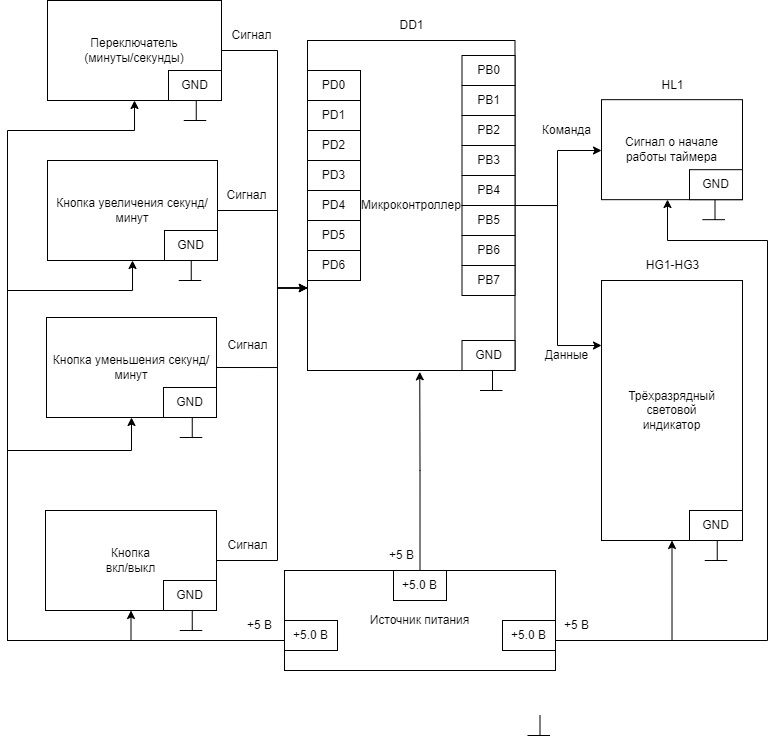 Переключатель
(минуты/секунды)
GND
Сигнал
Кнопка увеличения секунд/
минут
GND
Сигнал
Кнопка уменьшения секунд/
минут
GND
Сигнал
Кнопка
вкл/выкл
GND
Сигнал
DD1
PD0
PD1
PD2
PD3
PD4
PD5
PD6
Микроконтроллер
PB0
PB1
PB2
PB3
PB4
PB5
PB6
PB7
GND
Команда
Данные
HL1
Сигнал о начале
работы таймера
GND
HG1-HG3
Трёхразрядный
световой
индикатор
GND
+5 В
+5.0 В
Источник питания
+5 В
+5.0 В
+5.0 В
+5 В